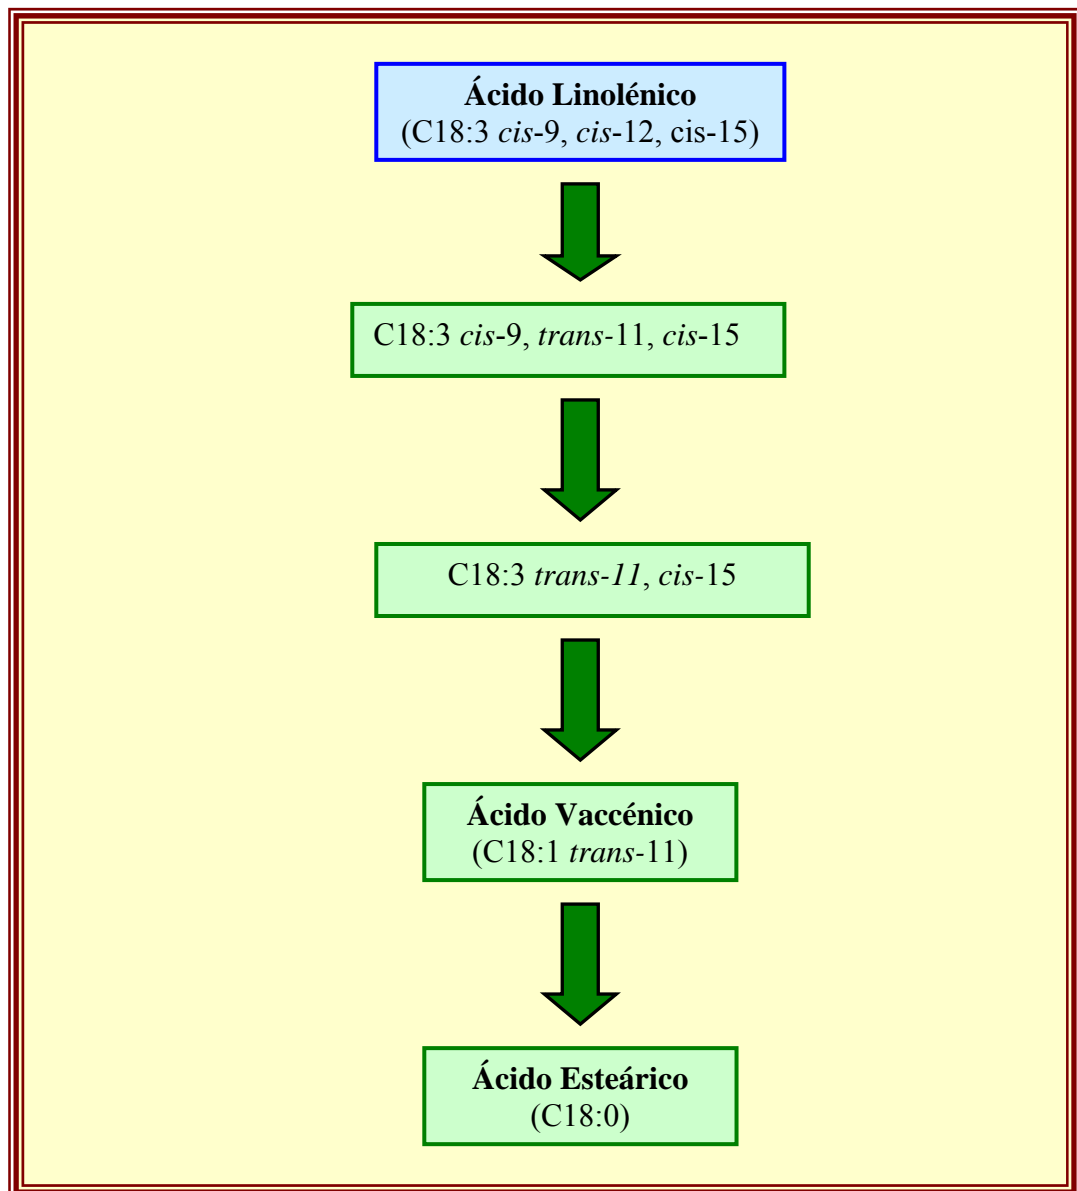 Ácido Linolénico
(C18:3 cis-9, cis-12, cis-15)
C18:3 cis-9, trans-11, cis-15
C18:3 trans-11, cis-15
Ácido Vaccénico
(C18:1 trans-11)
Ácido Esteárico
(C18:0)